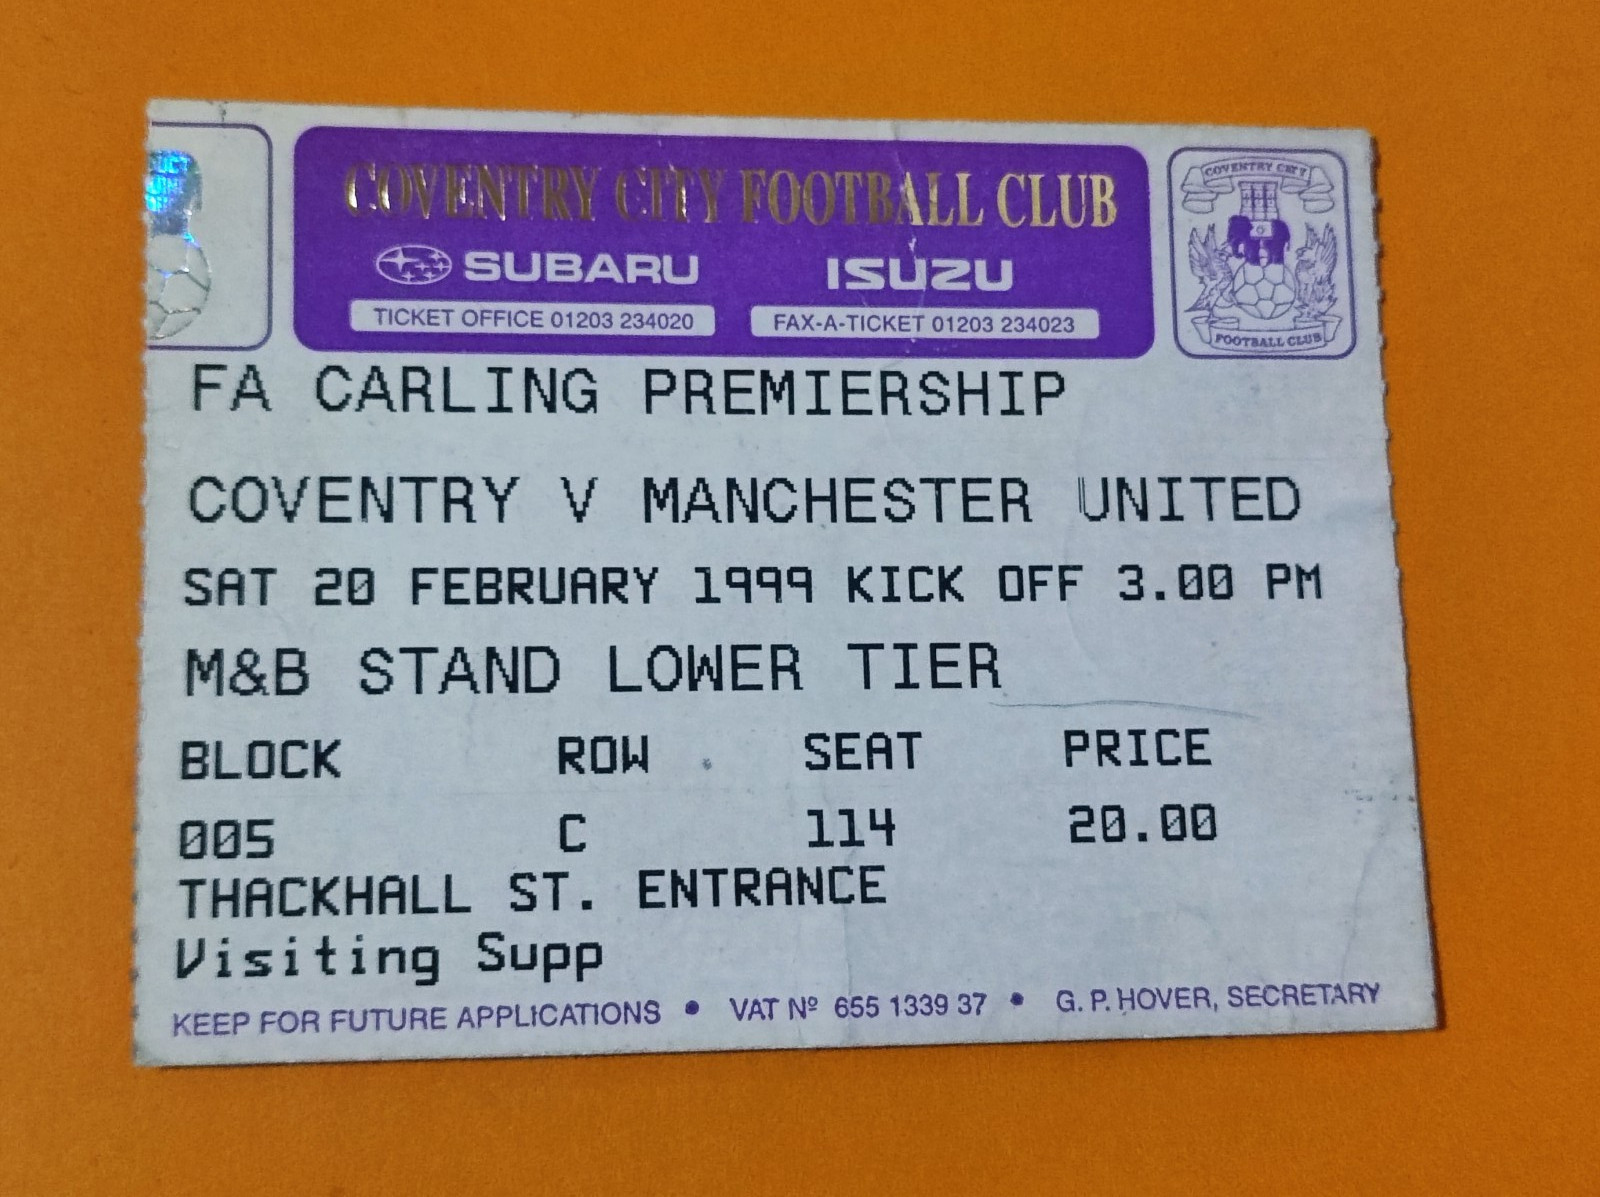 COVENTRY CITY FOOTBALL CLUB
SUBARU ISUZU
TICKET OFFICE 01203 234020 FAX-A-TICKET 01203 234023
COVENTRY CITY
FOOTBALL CLUB
FA CARLING PREMIERSHIP
COVENTRY V MANCHESTER UNITED
SAT 20 FEBRUARY 1999 KICK OFF 3.00 PM
M&B STAND LOWER TIER
BLOCK ROW SEAT PRICE
005 C 114 20.00
THACKHALL ST. ENTRANCE
Visiting Supp
KEEP FOR FUTURE APPLICATIONS • VAT Nº 655 1339 37 • G. P. HOVER, SECRETARY